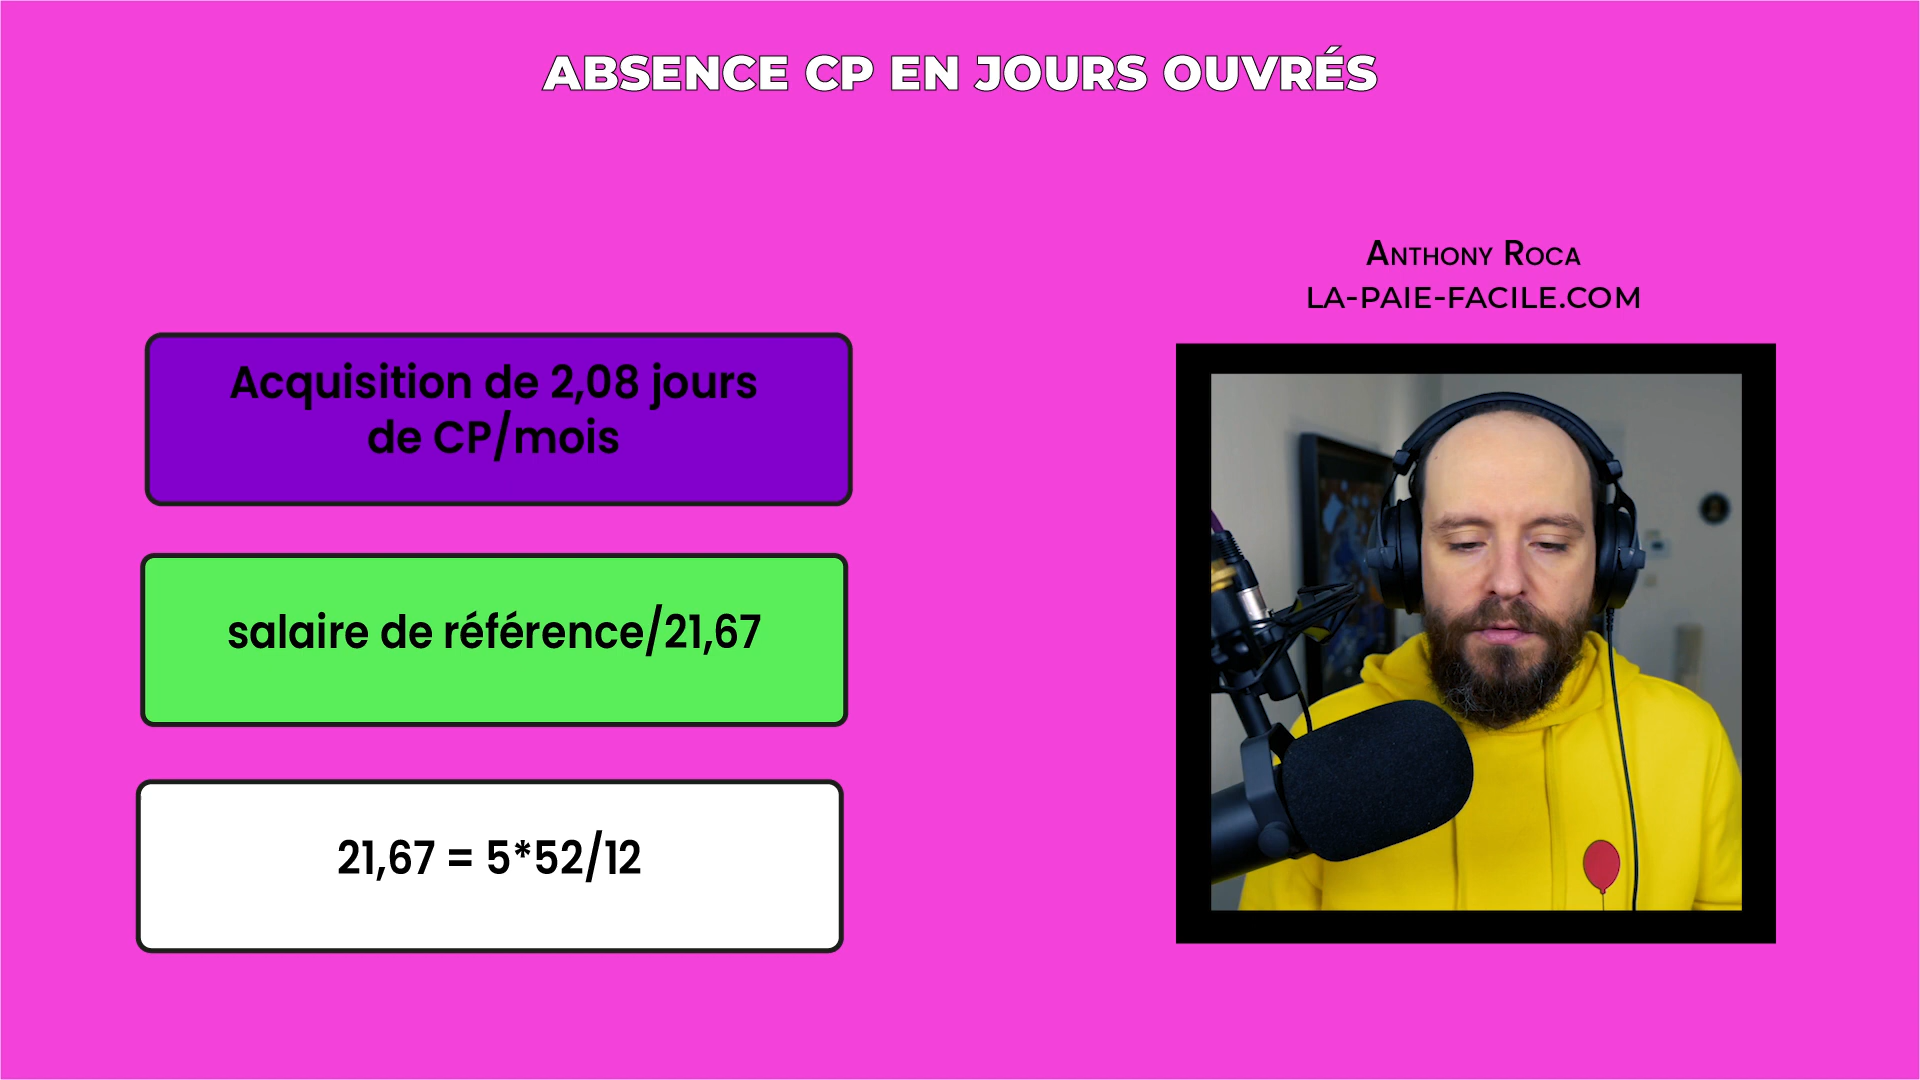 ABSENCE CP EN JOURS OUVRÉS
Anthony Roca
LA-PAIE-FACILE.COM
Acquisition de 2,08 jours
de CP/mois
salaire de référence/21,67
21,67 = 5*52/12